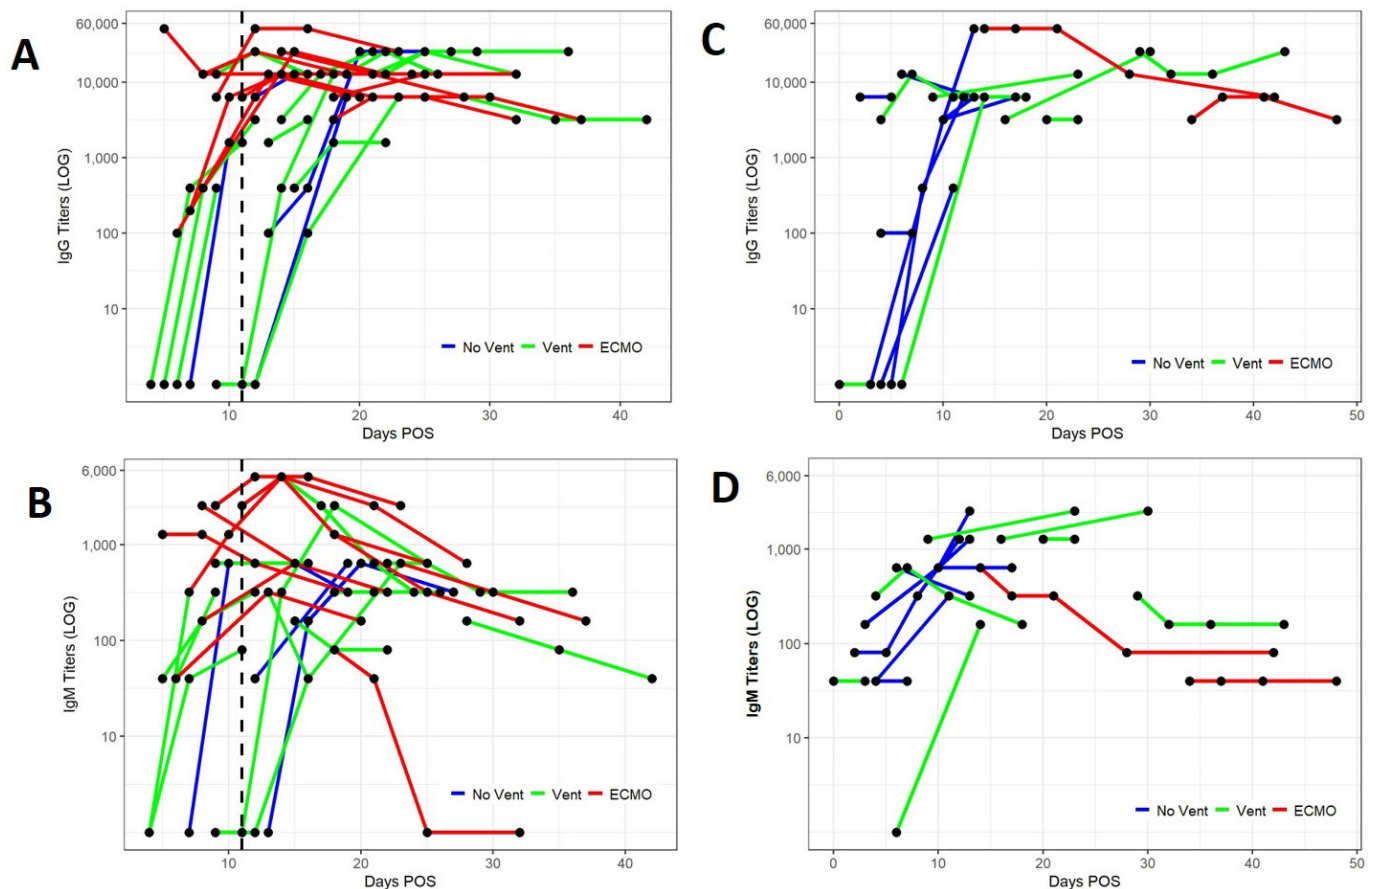 A
60,000
10,000
1,000
100
10
IgG Titers (LOG)
No Vent Vent ECMO
10 20 30 40
Days POS
C
60,000
10,000
1,000
100
10
IgG Titers (LOG)
No Vent Vent ECMO
0 10 20 30 40 50
Days POS
B
6,000
1,000
100
10
IgM Titers (LOG)
No Vent Vent ECMO
10 20 30 40
Days POS
D
6,000
1,000
100
10
IgM Titers (LOG)
No Vent Vent ECMO
0 10 20 30 40 50
Days POS